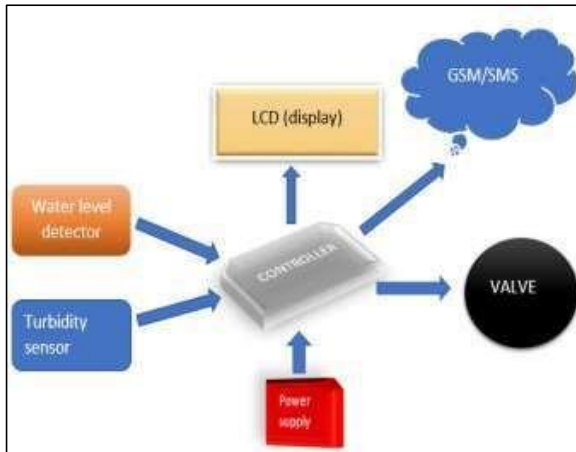 GSM/SMS
LCD (display)
Water level
detector
CONTROLLER
VALVE
Turbidity
sensor
Power
supply